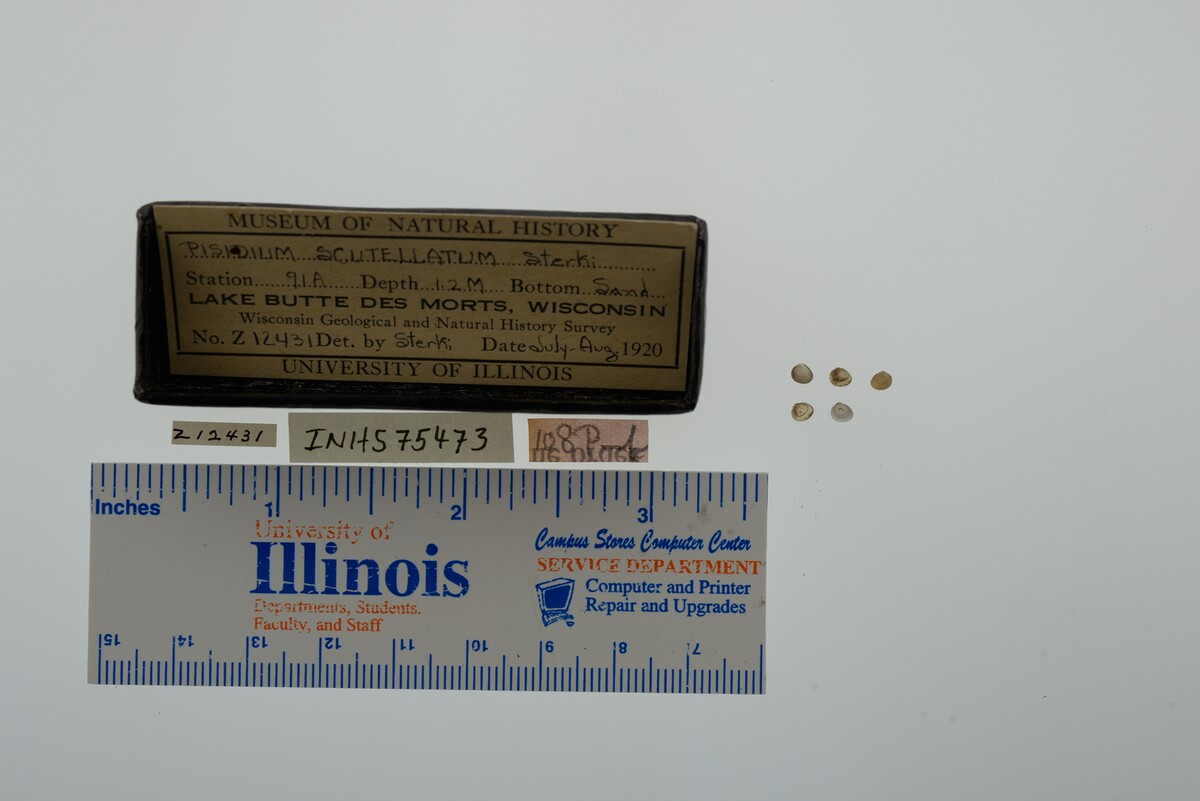 MUSEUM OF NATURAL HISTORY
PISIDIUM SCUTELLATUM Sterki
Station 91A Depth 1.2 M Bottom Sand
LAKE BUTTE DES MORTS, WISCONSIN
Wisconsin Geological and Natural History Survey
No. Z 12431 Det. by Sterki Date July-Aug. 1920
UNIVERSITY OF ILLINOIS
Z12431
INHS75473
Inches 1 2 3
University of
Illinois
Departments, Students,
Faculty, and Staff
Campus Stores Computer Center
SERVICE DEPARTMENT
Computer and Printer
Repair and Upgrades
15 14 13 12 11 10 9 8 7